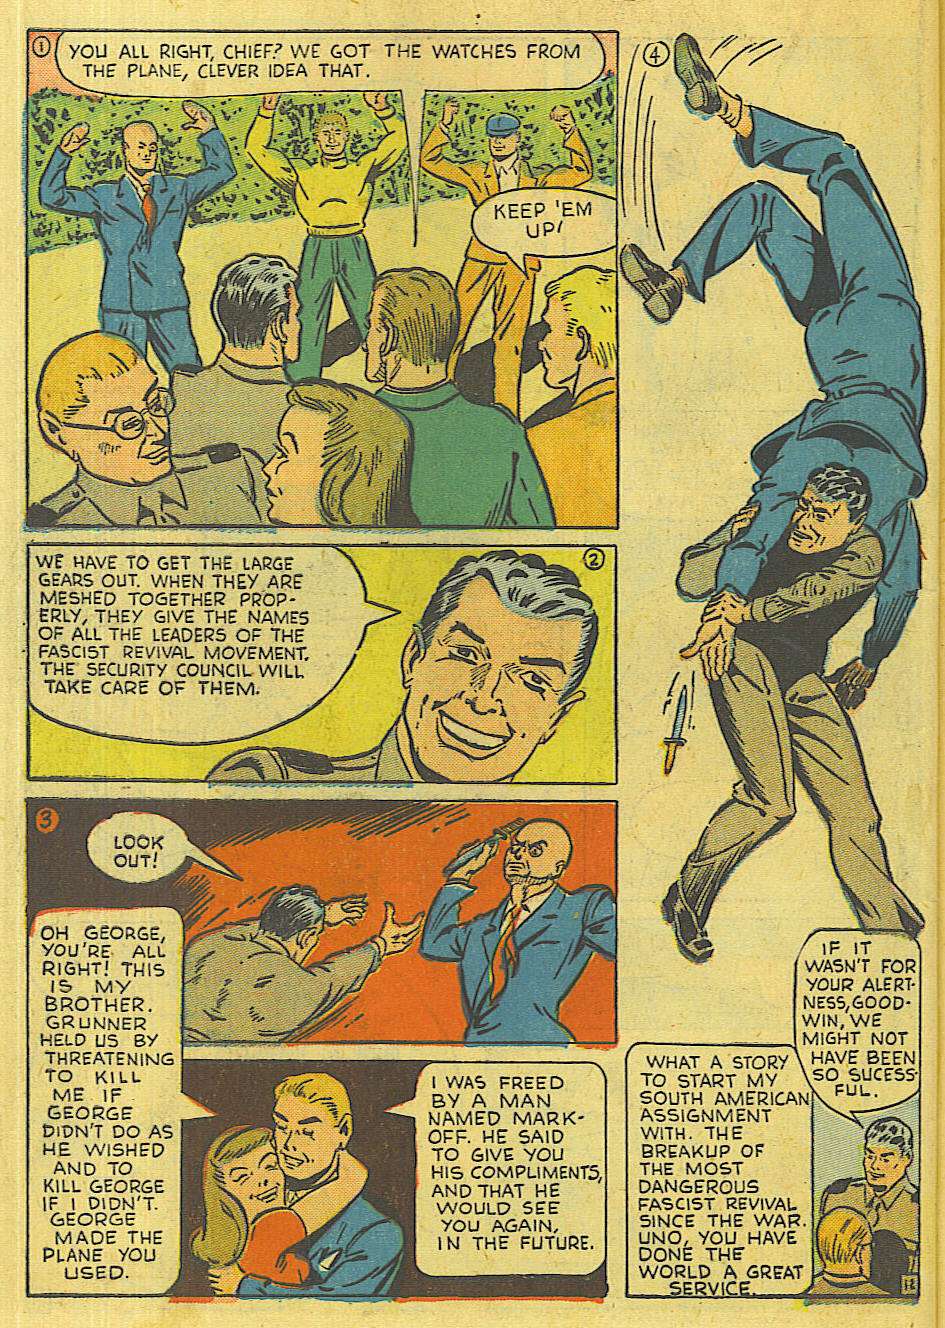 1
YOU ALL RIGHT, CHIEF? WE GOT THE WATCHES FROM
THE PLANE, CLEVER IDEA THAT.
KEEP 'EM
UP!
2
WE HAVE TO GET THE LARGE
GEARS OUT. WHEN THEY ARE
MESHED TOGETHER PROP-
ERLY, THEY GIVE THE NAMES
OF ALL THE LEADERS OF THE
FASCIST REVIVAL MOVEMENT.
THE SECURITY COUNCIL WILL
TAKE CARE OF THEM.
3
LOOK
OUT!
OH GEORGE,
YOU'RE ALL
RIGHT! THIS
IS MY
BROTHER.
GRUNNER
HELD US BY
THREATENING
TO KILL
ME IF
GEORGE
DIDN'T DO AS
HE WISHED
AND TO
KILL GEORGE
IF I DIDN'T.
GEORGE
MADE THE
PLANE YOU
USED.
I WAS FREED
BY A MAN
NAMED MARK-
OFF. HE SAID
TO GIVE YOU
HIS COMPLIMENTS,
AND THAT HE
WOULD SEE
YOU AGAIN,
IN THE FUTURE.
4
IF IT
WASN'T FOR
YOUR ALERT-
NESS, GOOD-
WIN, WE
MIGHT NOT
HAVE BEEN
SO SUCESS-
FUL.
WHAT A STORY
TO START MY
SOUTH AMERICAN
ASSIGNMENT
WITH. THE
BREAKUP OF
THE MOST
DANGEROUS
FASCIST REVIVAL
SINCE THE WAR.
UNO, YOU HAVE
DONE THE
WORLD A GREAT
SERVICE.
12